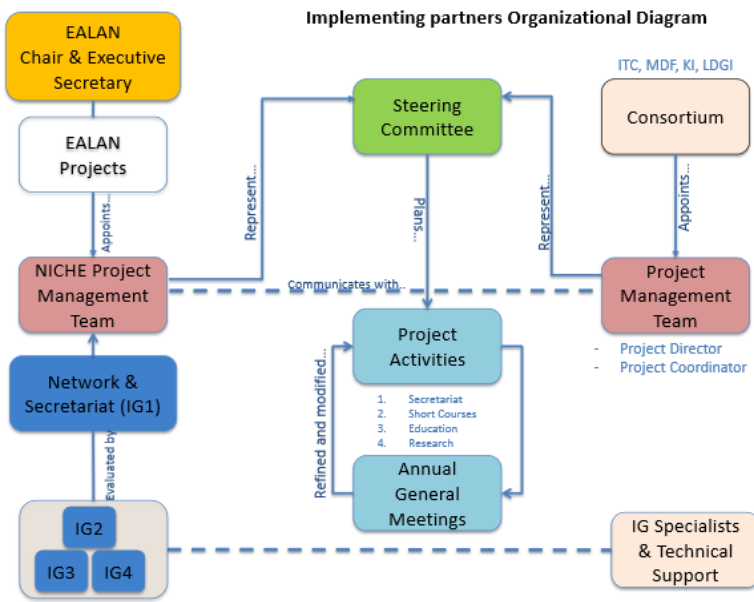 Implementing partners Organizational Diagram
EALAN
Chair & Executive
Secretary
EALAN
Projects
Appoints...
NICHE Project
Management
Team
Network &
Secretariat (IG1)
Evaluated by
IG2
IG3
IG4
Represent...
Steering
Committee
Plans...
Communicates with..
Project
Activities
1. Secretariat
2. Short Courses
3. Education
4. Research
Refined and modified...
Annual
General
Meetings
Represent...
ITC, MDF, KI, LDGI
Consortium
Appoints...
Project
Management
Team
- Project Director
- Project Coordinator
IG Specialists
& Technical
Support